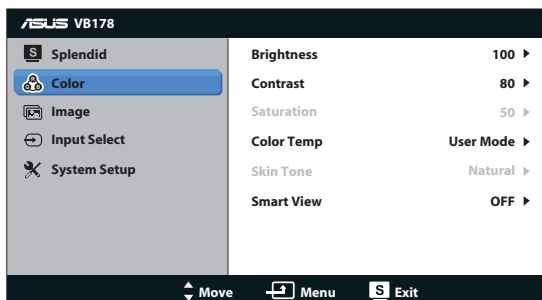 ASUS VB178
S Splendid
Color
Image
Input Select
System Setup
Brightness 100
Contrast 80
Saturation 50
Color Temp User Mode
Skin Tone Natural
Smart View OFF
Move Menu S Exit